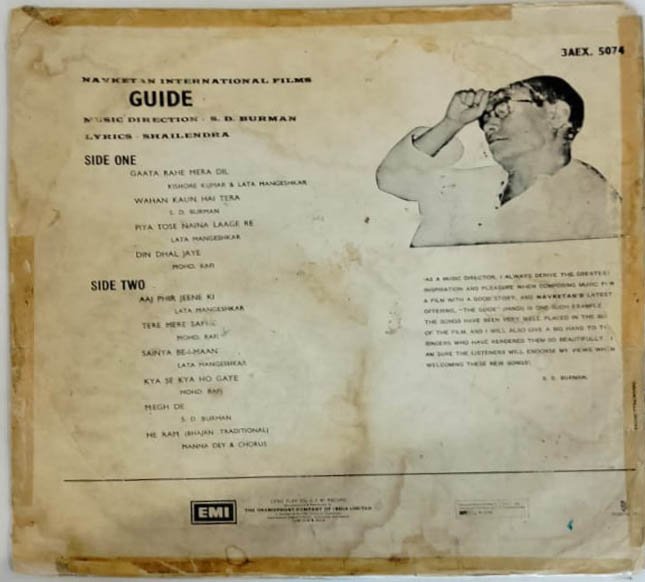 3AEX. 5074
NAVKETAN INTERNATIONAL FILMS
GUIDE
MUSIC DIRECTION · S. D. BURMAN
LYRICS · SHAILENDRA
SIDE ONE
GAATA RAHE MERA DIL
KISHORE KUMAR & LATA MANGESHKAR
WAHAN KAUN HAI TERA
S. D. BURMAN
PIYA TOSE NAINA LAAGE RE
LATA MANGESHKAR
DIN DHAL JAYE
MOHD. RAFI
SIDE TWO
AAJ PHIR JEENE KI
LATA MANGESHKAR
TERE MERE
MOHD. RAFI
SAINYA BE-I-MAAN
LATA MANGESHKAR
KYA SE KYA HO GAYE
MOHD. RAFI
MEGH DE
S. D. BURMAN
HE RAM (BHAJAN TRADITIONAL)
MANNA DEY & CHORUS
"AS A MUSIC DIRECTOR, I ALWAYS DERIVE THE GREATEST
INSPIRATION AND PLEASURE WHEN COMPOSING MUSIC
A FILM WITH A GOOD STORY, AND NAVKETAN'S LATEST
OFFERING, "THE GUIDE" (HINDI) IS ONE SUCH EXAMPLE
THE SONGS HAVE BEEN VERY WELL PLACED IN THE
OF THE FILM, AND I WILL ALSO GIVE A BIG HAND TO
SINGERS WHO HAVE RENDERED THEM SO BEAUTIFULLY. I
AM SURE THE LISTENERS WILL ENDORSE MY VIEWS WHEN
WELCOMING THESE NEW SONGS."
S. D. BURMAN.
EMI
LONG PLAY 33⅓ R.P.M. RECORD
THE GRAMOPHONE COMPANY OF INDIA LIMITED